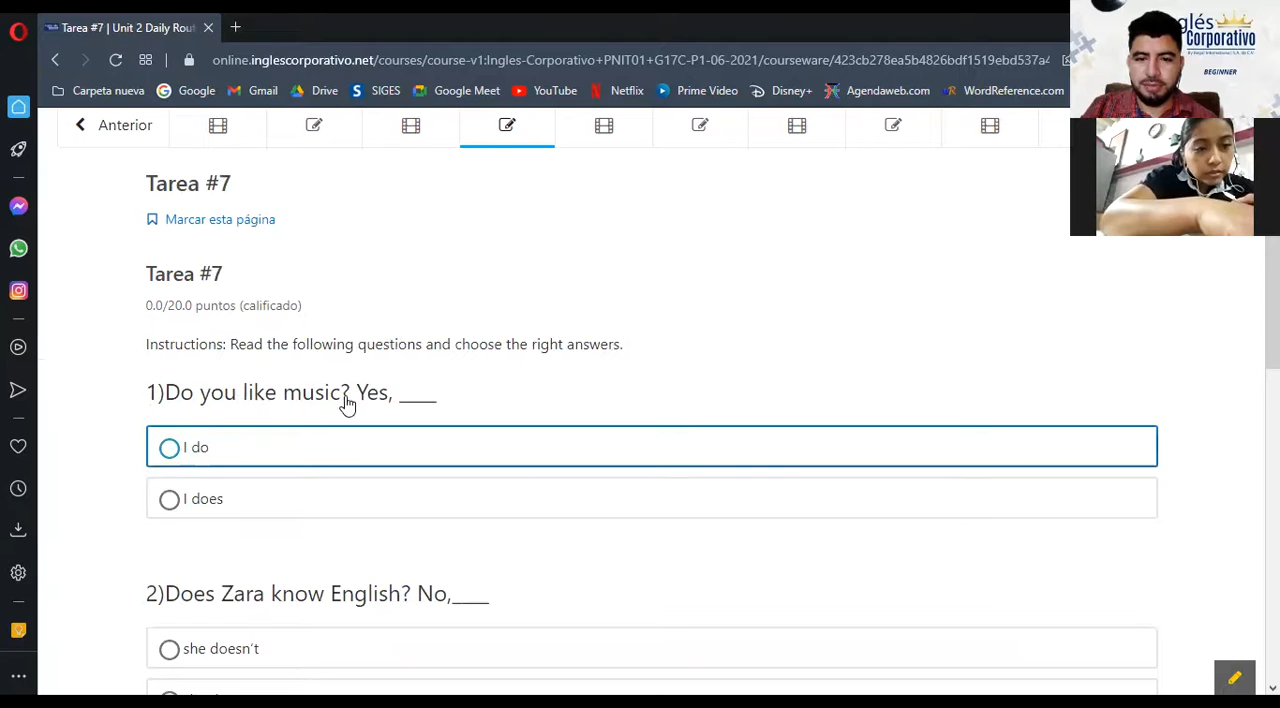 Tarea #7 | Unit 2 Daily Rout
online.inglescorporativo.net/courses/course-v1:Ingles-Corporativo+PNIT01+G17C-P1-06-2021/courseware/423cb278ea5b4826bdf1519ebd537a4
Carpeta nueva Google Gmail Drive SIGES Google Meet YouTube Netflix Prime Video Disney+ Agendaweb.com WordReference.com
glés
Corporativo
BEGINNER
Anterior
Tarea #7
Marcar esta página
Tarea #7
0.0/20.0 puntos (calificado)
Instructions: Read the following questions and choose the right answers.
1)Do you like music? Yes, ____
I do
I does
2)Does Zara know English? No,____
she doesn't